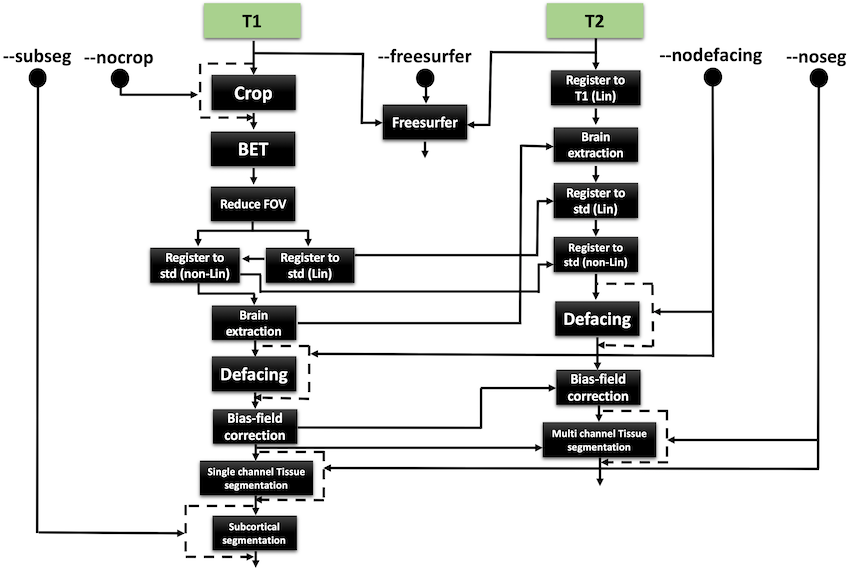 T1
T2
--subseg
--nocrop
--freesurfer
--nodefacing
--noseg
Crop
Freesurfer
Register to
T1 (Lin)
BET
Brain
extraction
Reduce FOV
Register to
std (Lin)
Register to
std (non-Lin)
Register to
std (Lin)
Register to
std (non-Lin)
Brain
extraction
Defacing
Defacing
Bias-field
correction
Bias-field
correction
Multi channel Tissue
segmentation
Single channel Tissue
segmentation
Subcortical
segmentation